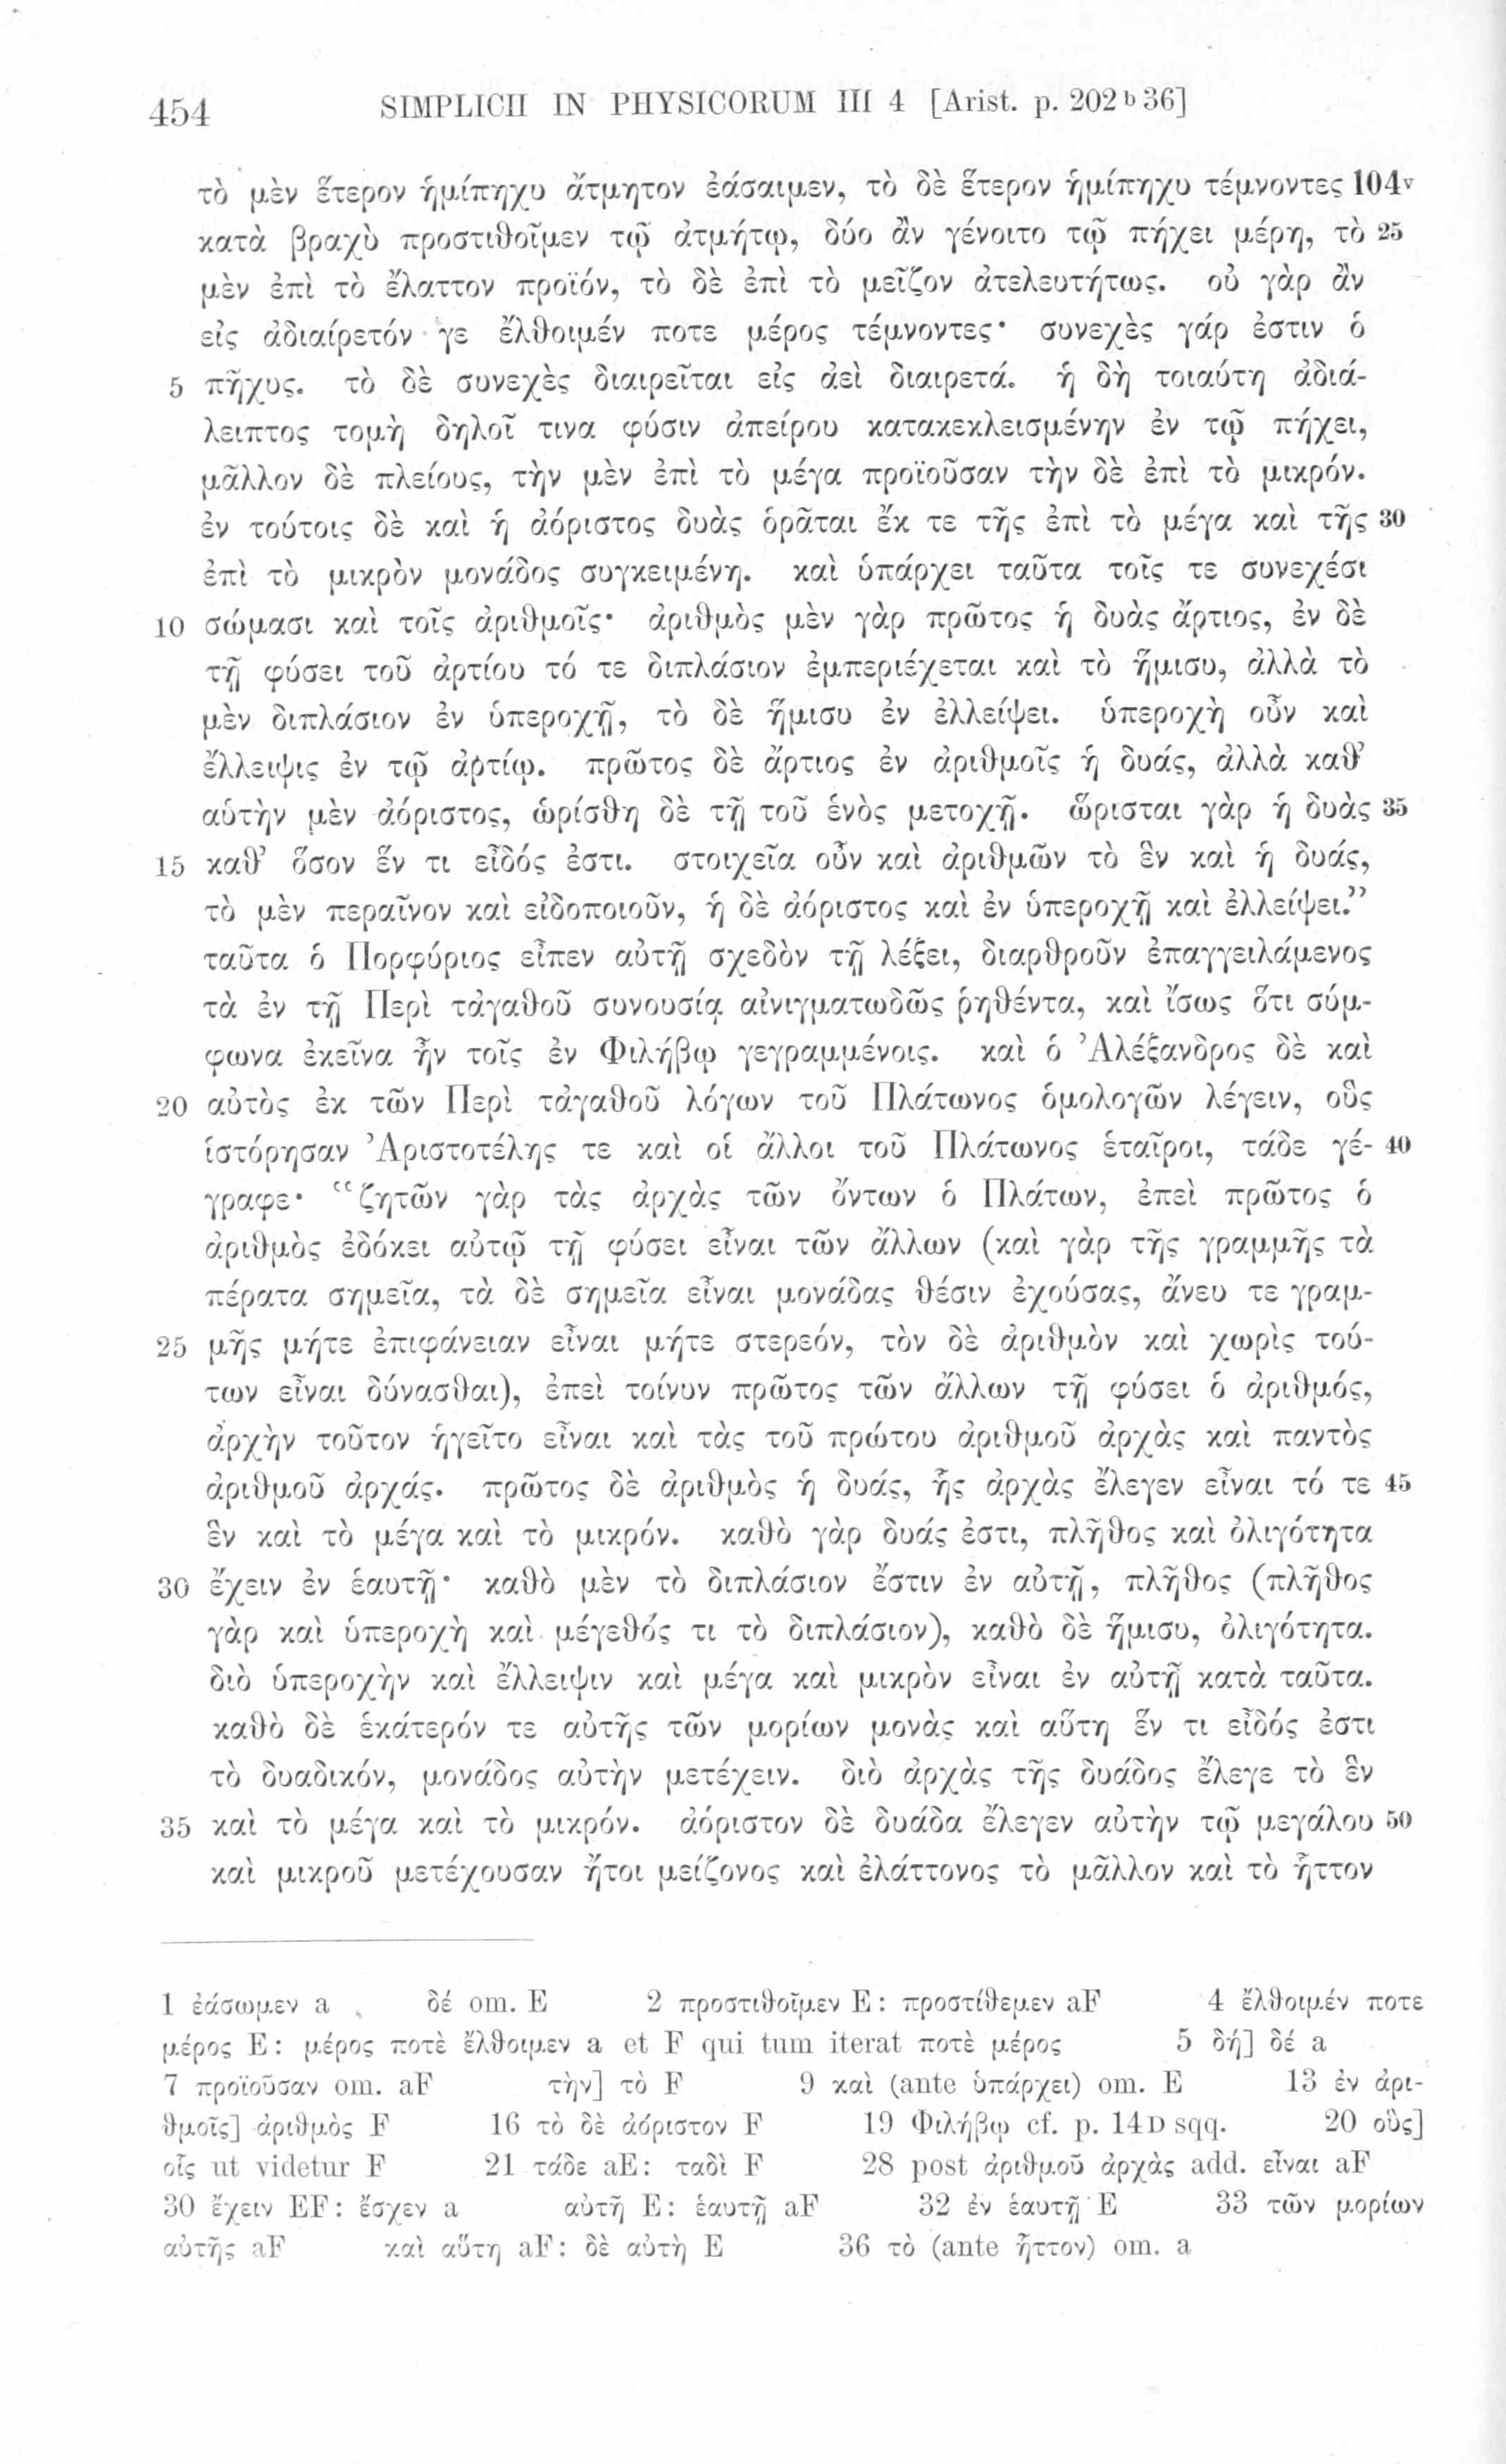 454 SIMPLICII IN PHYSICORUM III 4 [Arist. p. 202 b 36]
τὸ μὲν ἕτερον ἡμίπηχυ ἄτμητον ἐάσαιμεν, τὸ δὲ ἕτερον ἡμίπηχυ τέμνοντες 104v
κατὰ βραχὺ προστιθοῖμεν τῷ ἀτμήτῳ, δύο ἂν γένοιτο τῷ πήχει μέρη, τὸ 25
μὲν ἐπὶ τὸ ἔλαττον προϊόν, τὸ δὲ ἐπὶ τὸ μεῖζον ἀτελευτήτως. οὐ γὰρ ἂν
εἰς ἀδιαίρετόν γε ἔλθοιμέν ποτε μέρος τέμνοντες· συνεχὲς γάρ ἐστιν ὁ
5 πῆχυς. τὸ δὲ συνεχὲς διαιρεῖται εἰς ἀεὶ διαιρετά. ἡ δὴ τοιαύτη ἀδιά-
λειπτος τομὴ δηλοῖ τινα φύσιν ἀπείρου κατακεκλεισμένην ἐν τῷ πήχει,
μᾶλλον δὲ πλείους, τὴν μὲν ἐπὶ τὸ μέγα προϊοῦσαν τὴν δὲ ἐπὶ τὸ μικρόν.
ἐν τούτοις δὲ καὶ ἡ ἀόριστος δυὰς ὁρᾶται ἔκ τε τῆς ἐπὶ τὸ μέγα καὶ τῆς 30
ἐπὶ τὸ μικρὸν μονάδος συγκειμένη. καὶ ὑπάρχει ταῦτα τοῖς τε συνεχέσι
10 σώμασι καὶ τοῖς ἀριθμοῖς· ἀριθμὸς μὲν γὰρ πρῶτος ἡ δυὰς ἄρτιος, ἐν δὲ
τῇ φύσει τοῦ ἀρτίου τό τε διπλάσιον ἐμπεριέχεται καὶ τὸ ἥμισυ, ἀλλὰ τὸ
μὲν διπλάσιον ἐν ὑπεροχῇ, τὸ δὲ ἥμισυ ἐν ἐλλείψει. ὑπεροχὴ οὖν καὶ
ἔλλειψις ἐν τῷ ἀρτίῳ. πρῶτος δὲ ἄρτιος ἐν ἀριθμοῖς ἡ δυάς, ἀλλὰ καθ’
αὑτὴν μὲν ἀόριστος, ὡρίσθη δὲ τῇ τοῦ ἑνὸς μετοχῇ. ὥρισται γὰρ ἡ δυὰς 35
15 καθ’ ὅσον ἕν τι εἶδός ἐστι. στοιχεῖα οὖν καὶ ἀριθμῶν τὸ ἓν καὶ ἡ δυάς,
τὸ μὲν περαῖνον καὶ εἰδοποιοῦν, ἡ δὲ ἀόριστος καὶ ἐν ὑπεροχῇ καὶ ἐλλείψει.”
ταῦτα ὁ Πορφύριος εἶπεν αὐτῇ σχεδὸν τῇ λέξει, διαρθροῦν ἐπαγγειλάμενος
τὰ ἐν τῇ Περὶ τἀγαθοῦ συνουσίᾳ αἰνιγματωδῶς ῥηθέντα, καὶ ἴσως ὅτι σύμ-
φωνα ἐκεῖνα ἦν τοῖς ἐν Φιλήβῳ γεγραμμένοις. καὶ ὁ Ἀλέξανδρος δὲ καὶ
20 αὐτὸς ἐκ τῶν Περὶ τἀγαθοῦ λόγων τοῦ Πλάτωνος ὁμολογῶν λέγειν, οὓς
ἱστόρησαν Ἀριστοτέλης τε καὶ οἱ ἄλλοι τοῦ Πλάτωνος ἑταῖροι, τάδε γέ- 40
γραφε· “ζητῶν γὰρ τὰς ἀρχὰς τῶν ὄντων ὁ Πλάτων, ἐπεὶ πρῶτος ὁ
ἀριθμὸς ἐδόκει αὐτῷ τῇ φύσει εἶναι τῶν ἄλλων (καὶ γὰρ τῆς γραμμῆς τὰ
πέρατα σημεῖα, τὰ δὲ σημεῖα εἶναι μονάδας θέσιν ἐχούσας, ἄνευ τε γραμ-
25 μῆς μήτε ἐπιφάνειαν εἶναι μήτε στερεόν, τὸν δὲ ἀριθμὸν καὶ χωρὶς τού-
των εἶναι δύνασθαι), ἐπεὶ τοίνυν πρῶτος τῶν ἄλλων τῇ φύσει ὁ ἀριθμός,
ἀρχὴν τοῦτον ἡγεῖτο εἶναι καὶ τὰς τοῦ πρώτου ἀριθμοῦ ἀρχὰς καὶ παντὸς
ἀριθμοῦ ἀρχάς. πρῶτος δὲ ἀριθμὸς ἡ δυάς, ἧς ἀρχὰς ἔλεγεν εἶναι τό τε 45
ἓν καὶ τὸ μέγα καὶ τὸ μικρόν. καθὸ γὰρ δυάς ἐστι, πλῆθος καὶ ὀλιγότητα
30 ἔχειν ἐν ἑαυτῇ· καθὸ μὲν τὸ διπλάσιον ἔστιν ἐν αὐτῇ, πλῆθος (πλῆθος
γὰρ καὶ ὑπεροχὴ καὶ μέγεθός τι τὸ διπλάσιον), καθὸ δὲ ἥμισυ, ὀλιγότητα.
διὸ ὑπεροχὴν καὶ ἔλλειψιν καὶ μέγα καὶ μικρὸν εἶναι ἐν αὐτῇ κατὰ ταῦτα.
καθὸ δὲ ἑκάτερόν τε αὐτῆς τῶν μορίων μονὰς καὶ αὕτη ἕν τι εἶδός ἐστι
τὸ δυαδικόν, μονάδος αὐτὴν μετέχειν. διὸ ἀρχὰς τῆς δυάδος ἔλεγε τὸ ἓν
35 καὶ τὸ μέγα καὶ τὸ μικρόν. ἀόριστον δὲ δυάδα ἔλεγεν αὐτὴν τῷ μεγάλου 50
καὶ μικροῦ μετέχουσαν ἤτοι μείζονος καὶ ἐλάττονος τὸ μᾶλλον καὶ τὸ ἧττον
1 ἐάσωμεν a δέ om. E 2 προστιθοῖμεν E: προστίθεμεν aF 4 ἔλθοιμέν ποτε
μέρος E: μέρος ποτὲ ἔλθοιμεν a et F qui tum iterat ποτὲ μέρος 5 δή] δέ a
7 προϊοῦσαν om. aF τὴν] τὸ F 9 καὶ (ante ὑπάρχει) om. E 13 ἐν ἀρι-
θμοῖς] ἀριθμὸς F 16 τὸ δὲ ἀόριστον F 19 Φιλήβῳ cf. p. 14D sqq. 20 οὓς]
οἷς ut videtur F 21 τάδε aE: ταδὶ F 28 post ἀριθμοῦ ἀρχὰς add. εἶναι aF
30 ἔχειν EF: ἔσχεν a αὐτῇ E: ἑαυτῇ aF 32 ἐν ἑαυτῇ E 33 τῶν μορίων
αὐτῆς aF καὶ αὕτη aF: δὲ αὐτὴ E 36 τὸ (ante ἧττον) om. a